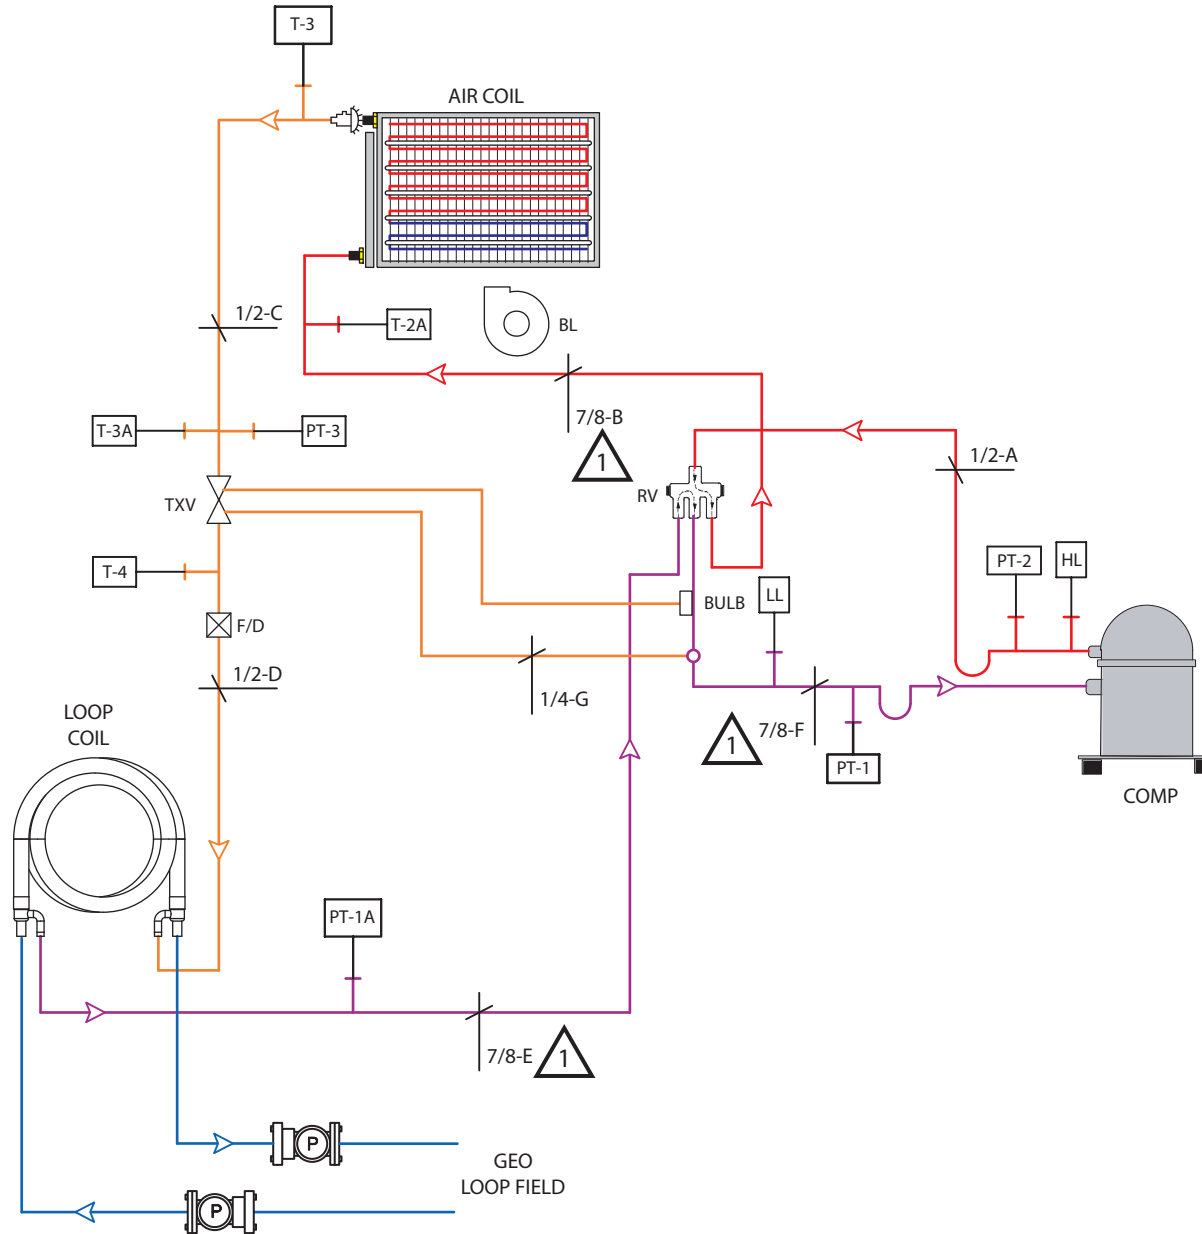 T-3
AIR COIL
1/2-C
T-2A
BL
7/8-B
1
T-3A
PT-3
1/2-A
TXV
RV
T-4
PT-2
HL
LL
BULB
F/D
1/2-D
1/4-G
LOOP
COIL
1
7/8-F
PT-1
COMP
PT-1A
7/8-E
1
P
GEO
LOOP FIELD
P